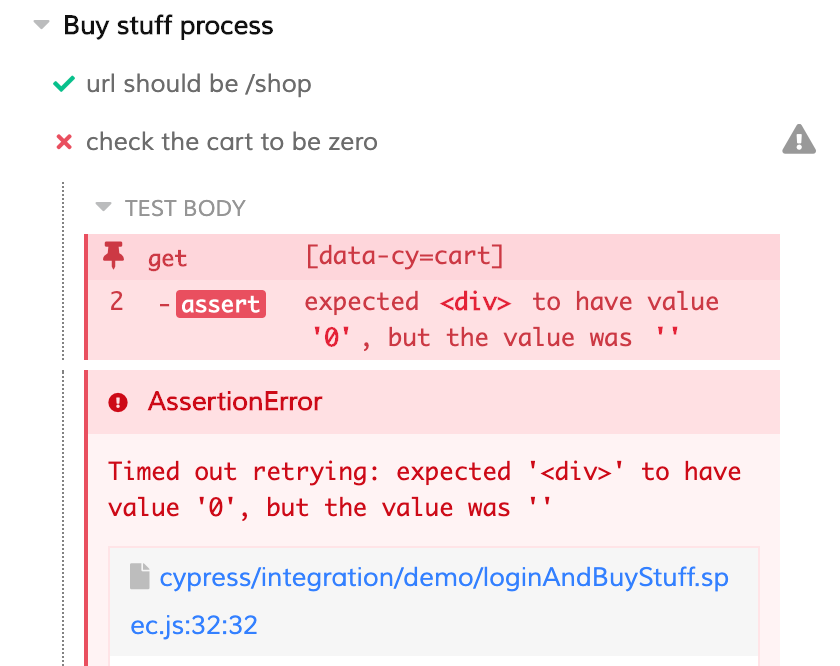 Buy stuff process
url should be /shop
check the cart to be zero
TEST BODY
get [data-cy=cart]
2 -assert expected <div> to have value
'0', but the value was ''
AssertionError
Timed out retrying: expected '<div>' to have
value '0', but the value was ''
cypress/integration/demo/loginAndBuyStuff.sp
ec.js:32:32